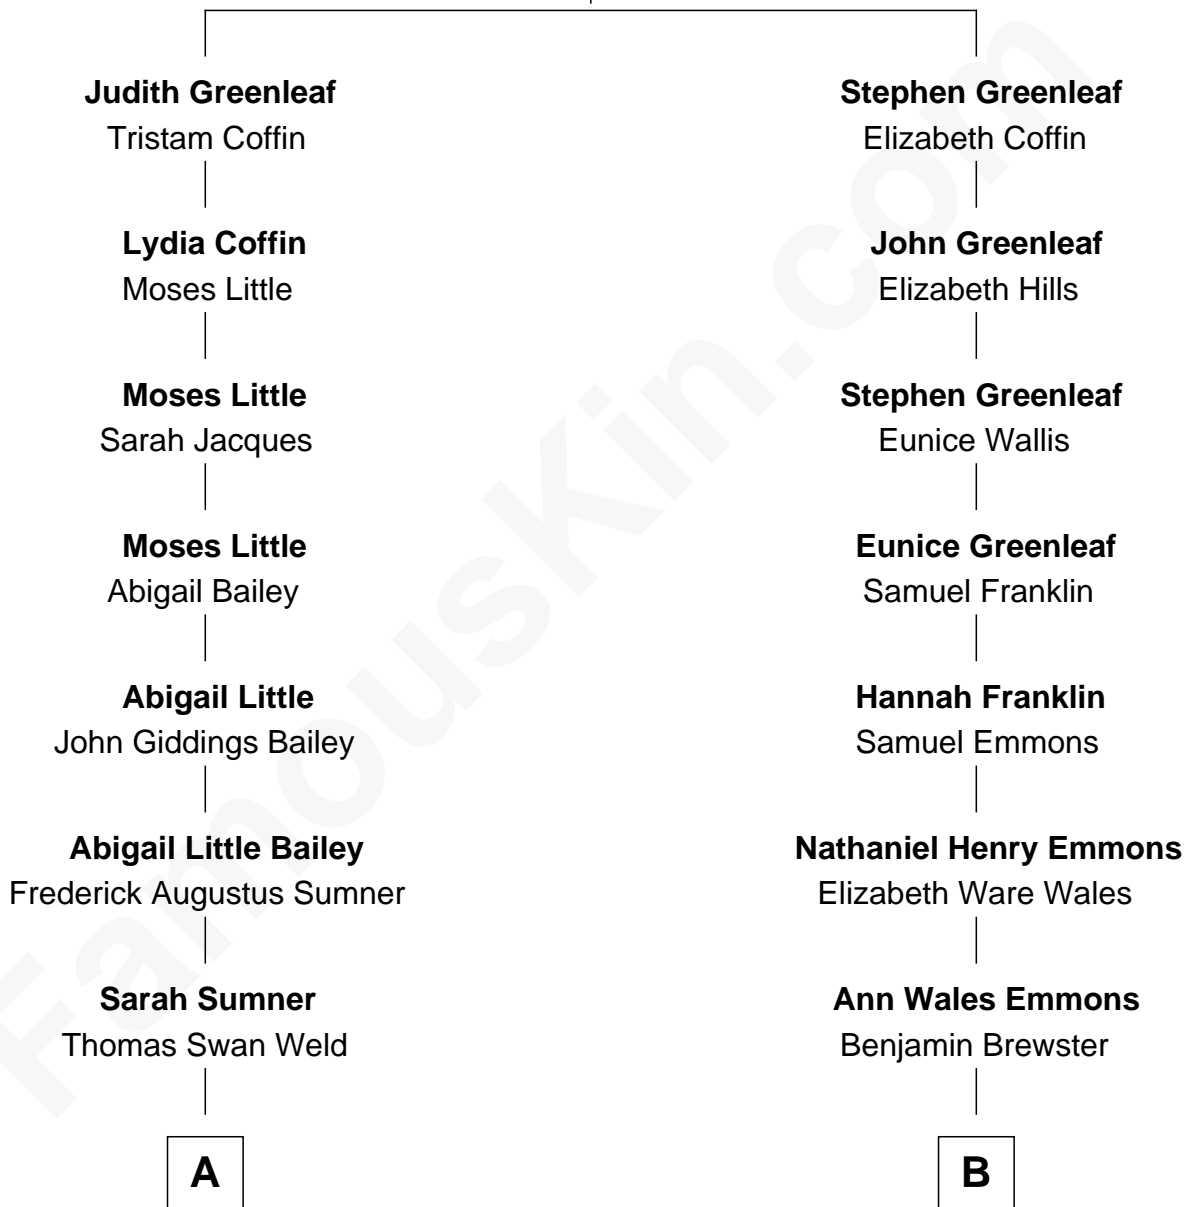 Judith Greenleaf
Tristam Coffin
Stephen Greenleaf
Elizabeth Coffin
Lydia Coffin
Moses Little
John Greenleaf
Elizabeth Hills
Moses Little
Sarah Jacques
Stephen Greenleaf
Eunice Wallis
Moses Little
Abigail Bailey
Eunice Greenleaf
Samuel Franklin
Abigail Little
John Giddings Bailey
Hannah Franklin
Samuel Emmons
Abigail Little Bailey
Frederick Augustus Sumner
Nathaniel Henry Emmons
Elizabeth Ware Wales
Sarah Sumner
Thomas Swan Weld
Ann Wales Emmons
Benjamin Brewster
A
B
FamousKin.com